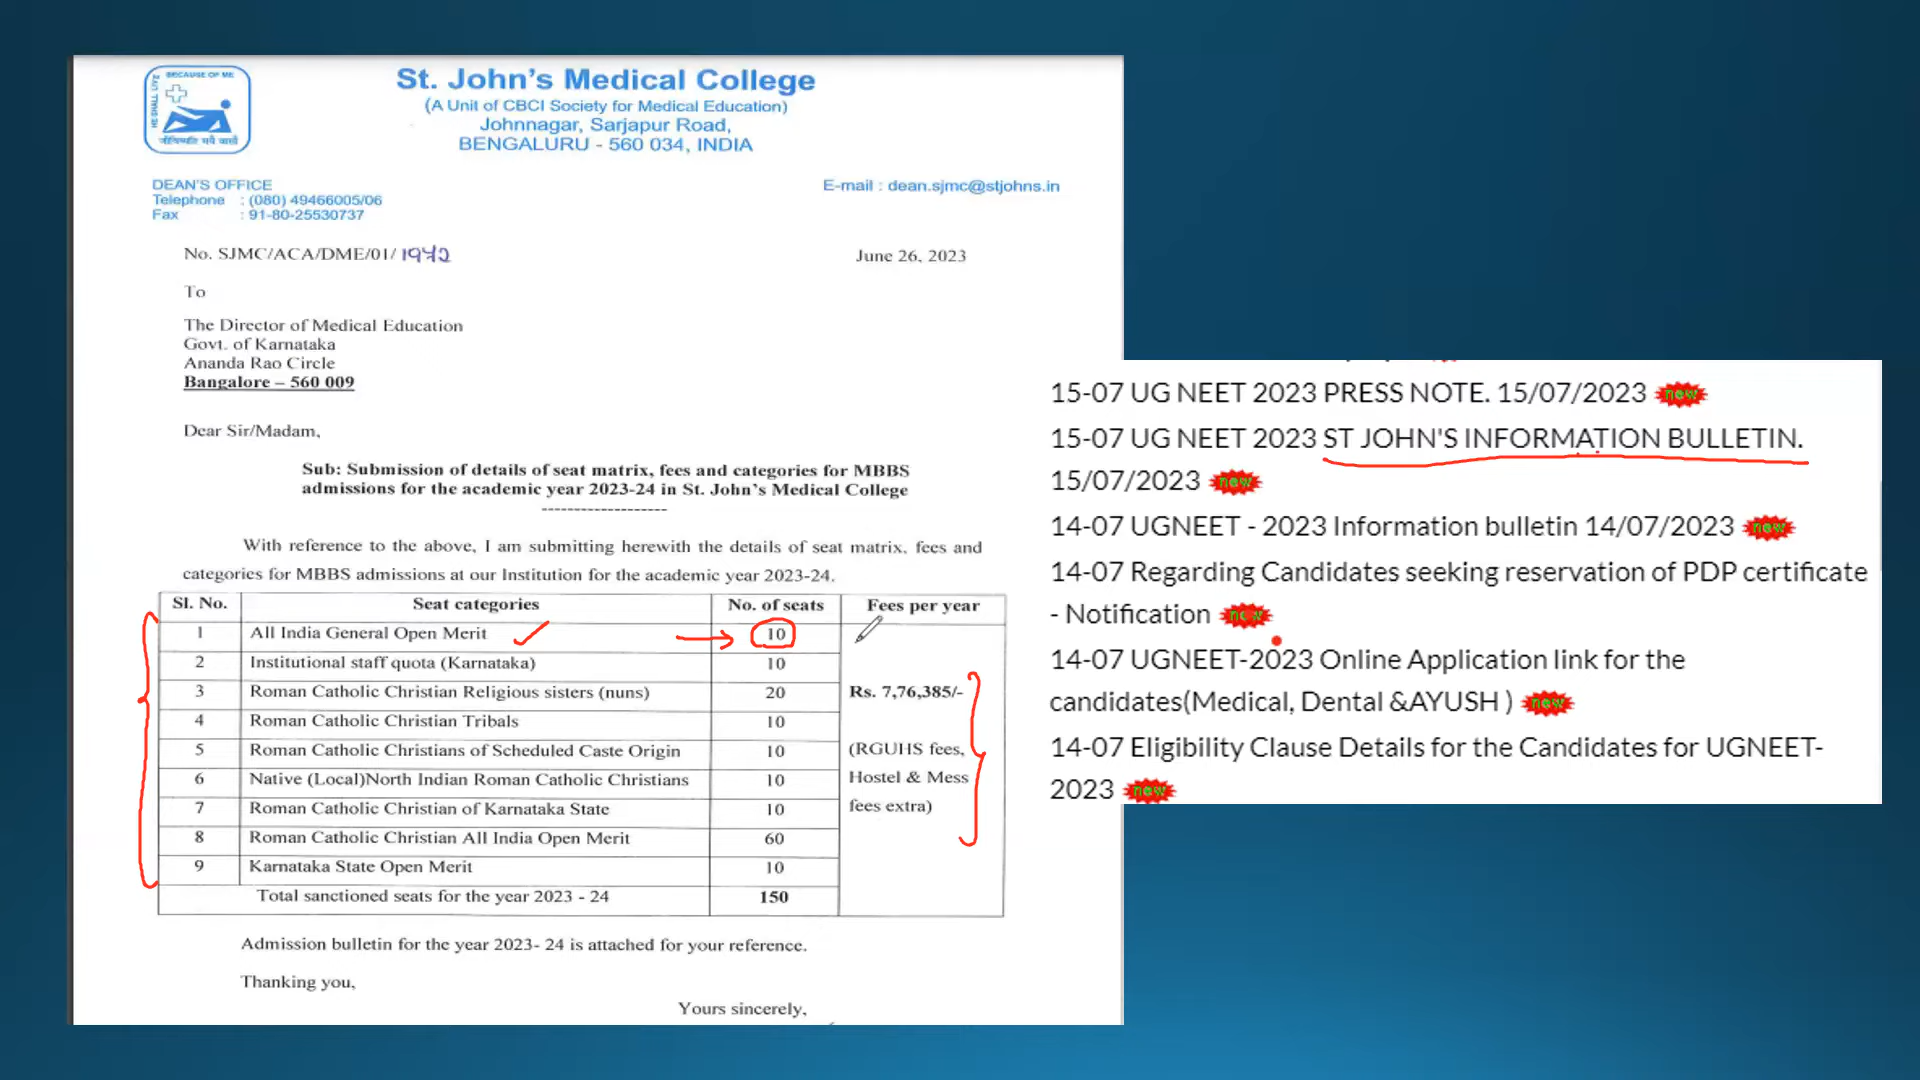 BECAUSE OF ME
HE SHALL LIVE
St. John's Medical College
(A Unit of CBCI Society for Medical Education)
Johnnagar, Sarjapur Road,
BENGALURU - 560 034, INDIA
DEAN'S OFFICE
Telephone : (080) 49466005/06
Fax : 91-80-25530737
E-mail : dean.sjmc@stjohns.in
No. SJMC/ACA/DME/01/
June 26, 2023
To
The Director of Medical Education
Govt. of Karnataka
Ananda Rao Circle
Bangalore – 560 009
Dear Sir/Madam,
Sub: Submission of details of seat matrix, fees and categories for MBBS
admissions for the academic year 2023-24 in St. John's Medical College
With reference to the above, I am submitting herewith the details of seat matrix, fees and
categories for MBBS admissions at our Institution for the academic year 2023-24.
Sl. No. Seat categories No. of seats Fees per year
1 All India General Open Merit 10
2 Institutional staff quota (Karnataka) 10
3 Roman Catholic Christian Religious sisters (nuns) 20 Rs. 7,76,385/-
4 Roman Catholic Christian Tribals 10
5 Roman Catholic Christians of Scheduled Caste Origin 10 (RGUHS fees,
6 Native (Local)North Indian Roman Catholic Christians 10 Hostel & Mess
7 Roman Catholic Christian of Karnataka State 10 fees extra)
8 Roman Catholic Christian All India Open Merit 60
9 Karnataka State Open Merit 10
Total sanctioned seats for the year 2023 - 24 150
Admission bulletin for the year 2023- 24 is attached for your reference.
Thanking you,
Yours sincerely,
15-07 UG NEET 2023 PRESS NOTE. 15/07/2023 new
15-07 UG NEET 2023 ST JOHN'S INFORMATION BULLETIN.
15/07/2023 new
14-07 UGNEET - 2023 Information bulletin 14/07/2023 new
14-07 Regarding Candidates seeking reservation of PDP certificate
- Notification new
14-07 UGNEET-2023 Online Application link for the
candidates(Medical, Dental &AYUSH ) new
14-07 Eligibility Clause Details for the Candidates for UGNEET-
2023 new